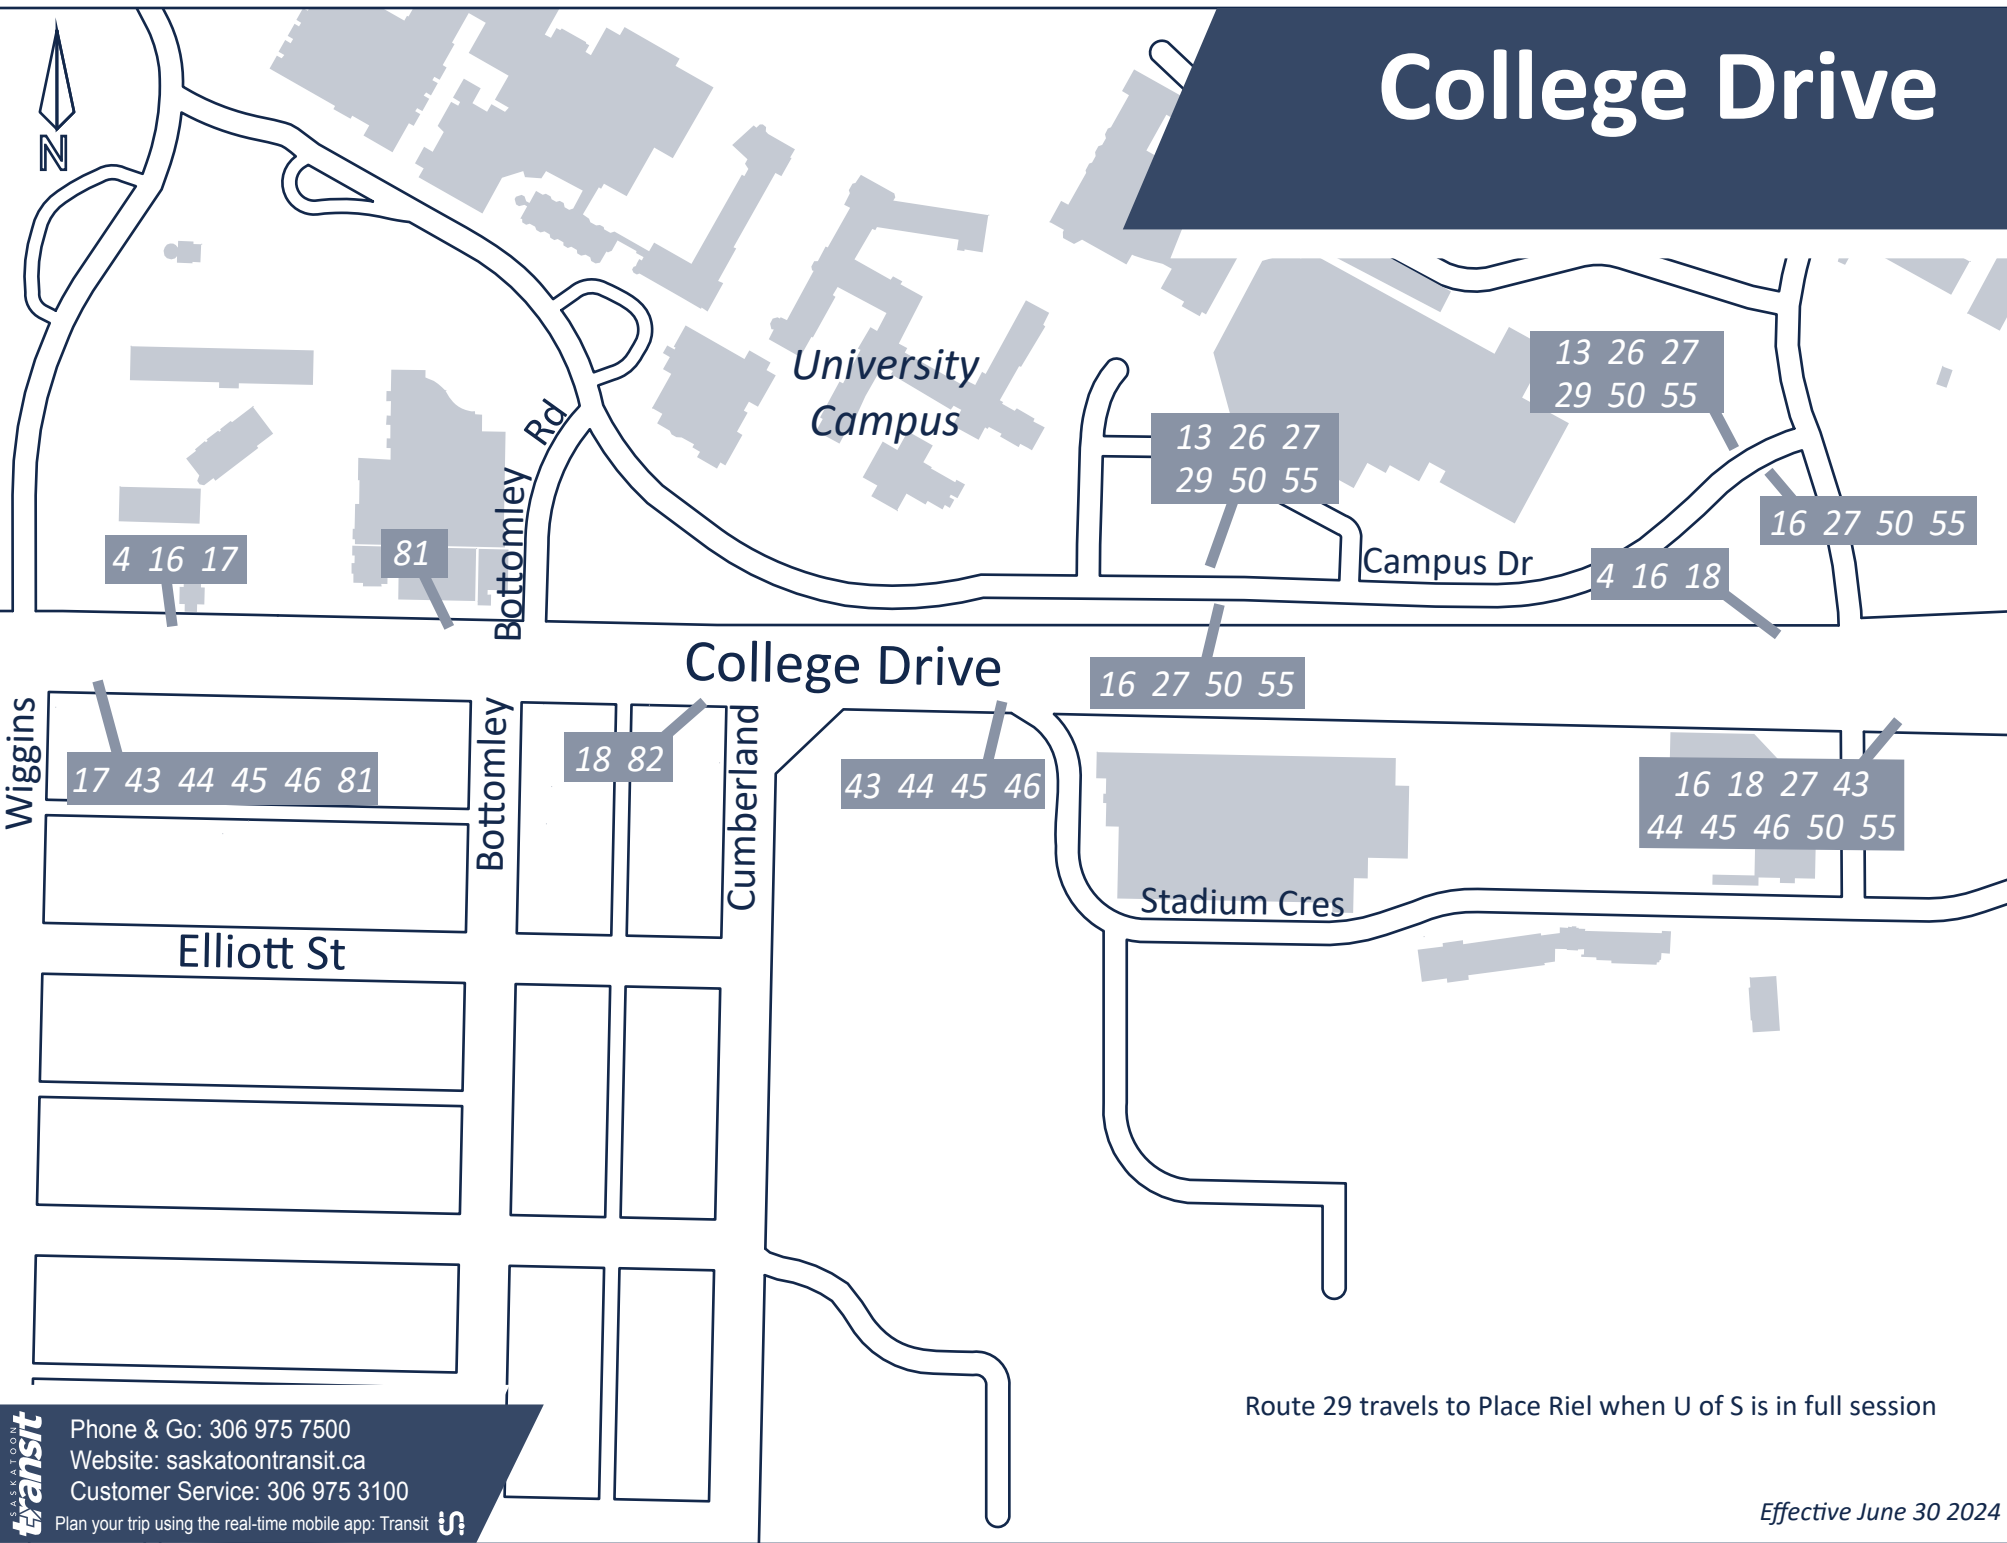 College Drive
N
University
Campus
13 26 27
29 50 55
13 26 27
29 50 55
16 27 50 55
Bottomley Rd
4 16 17
81
Campus Dr
4 16 18
College Drive
16 27 50 55
Wiggins
17 43 44 45 46 81
Bottomley
18 82
Cumberland
43 44 45 46
16 18 27 43
44 45 46 50 55
Stadium Cres
Elliott St
Route 29 travels to Place Riel when U of S is in full session
SASKATOON
transit
Phone & Go: 306 975 7500
Website: saskatoontransit.ca
Customer Service: 306 975 3100
Plan your trip using the real-time mobile app: Transit
Effective June 30 2024